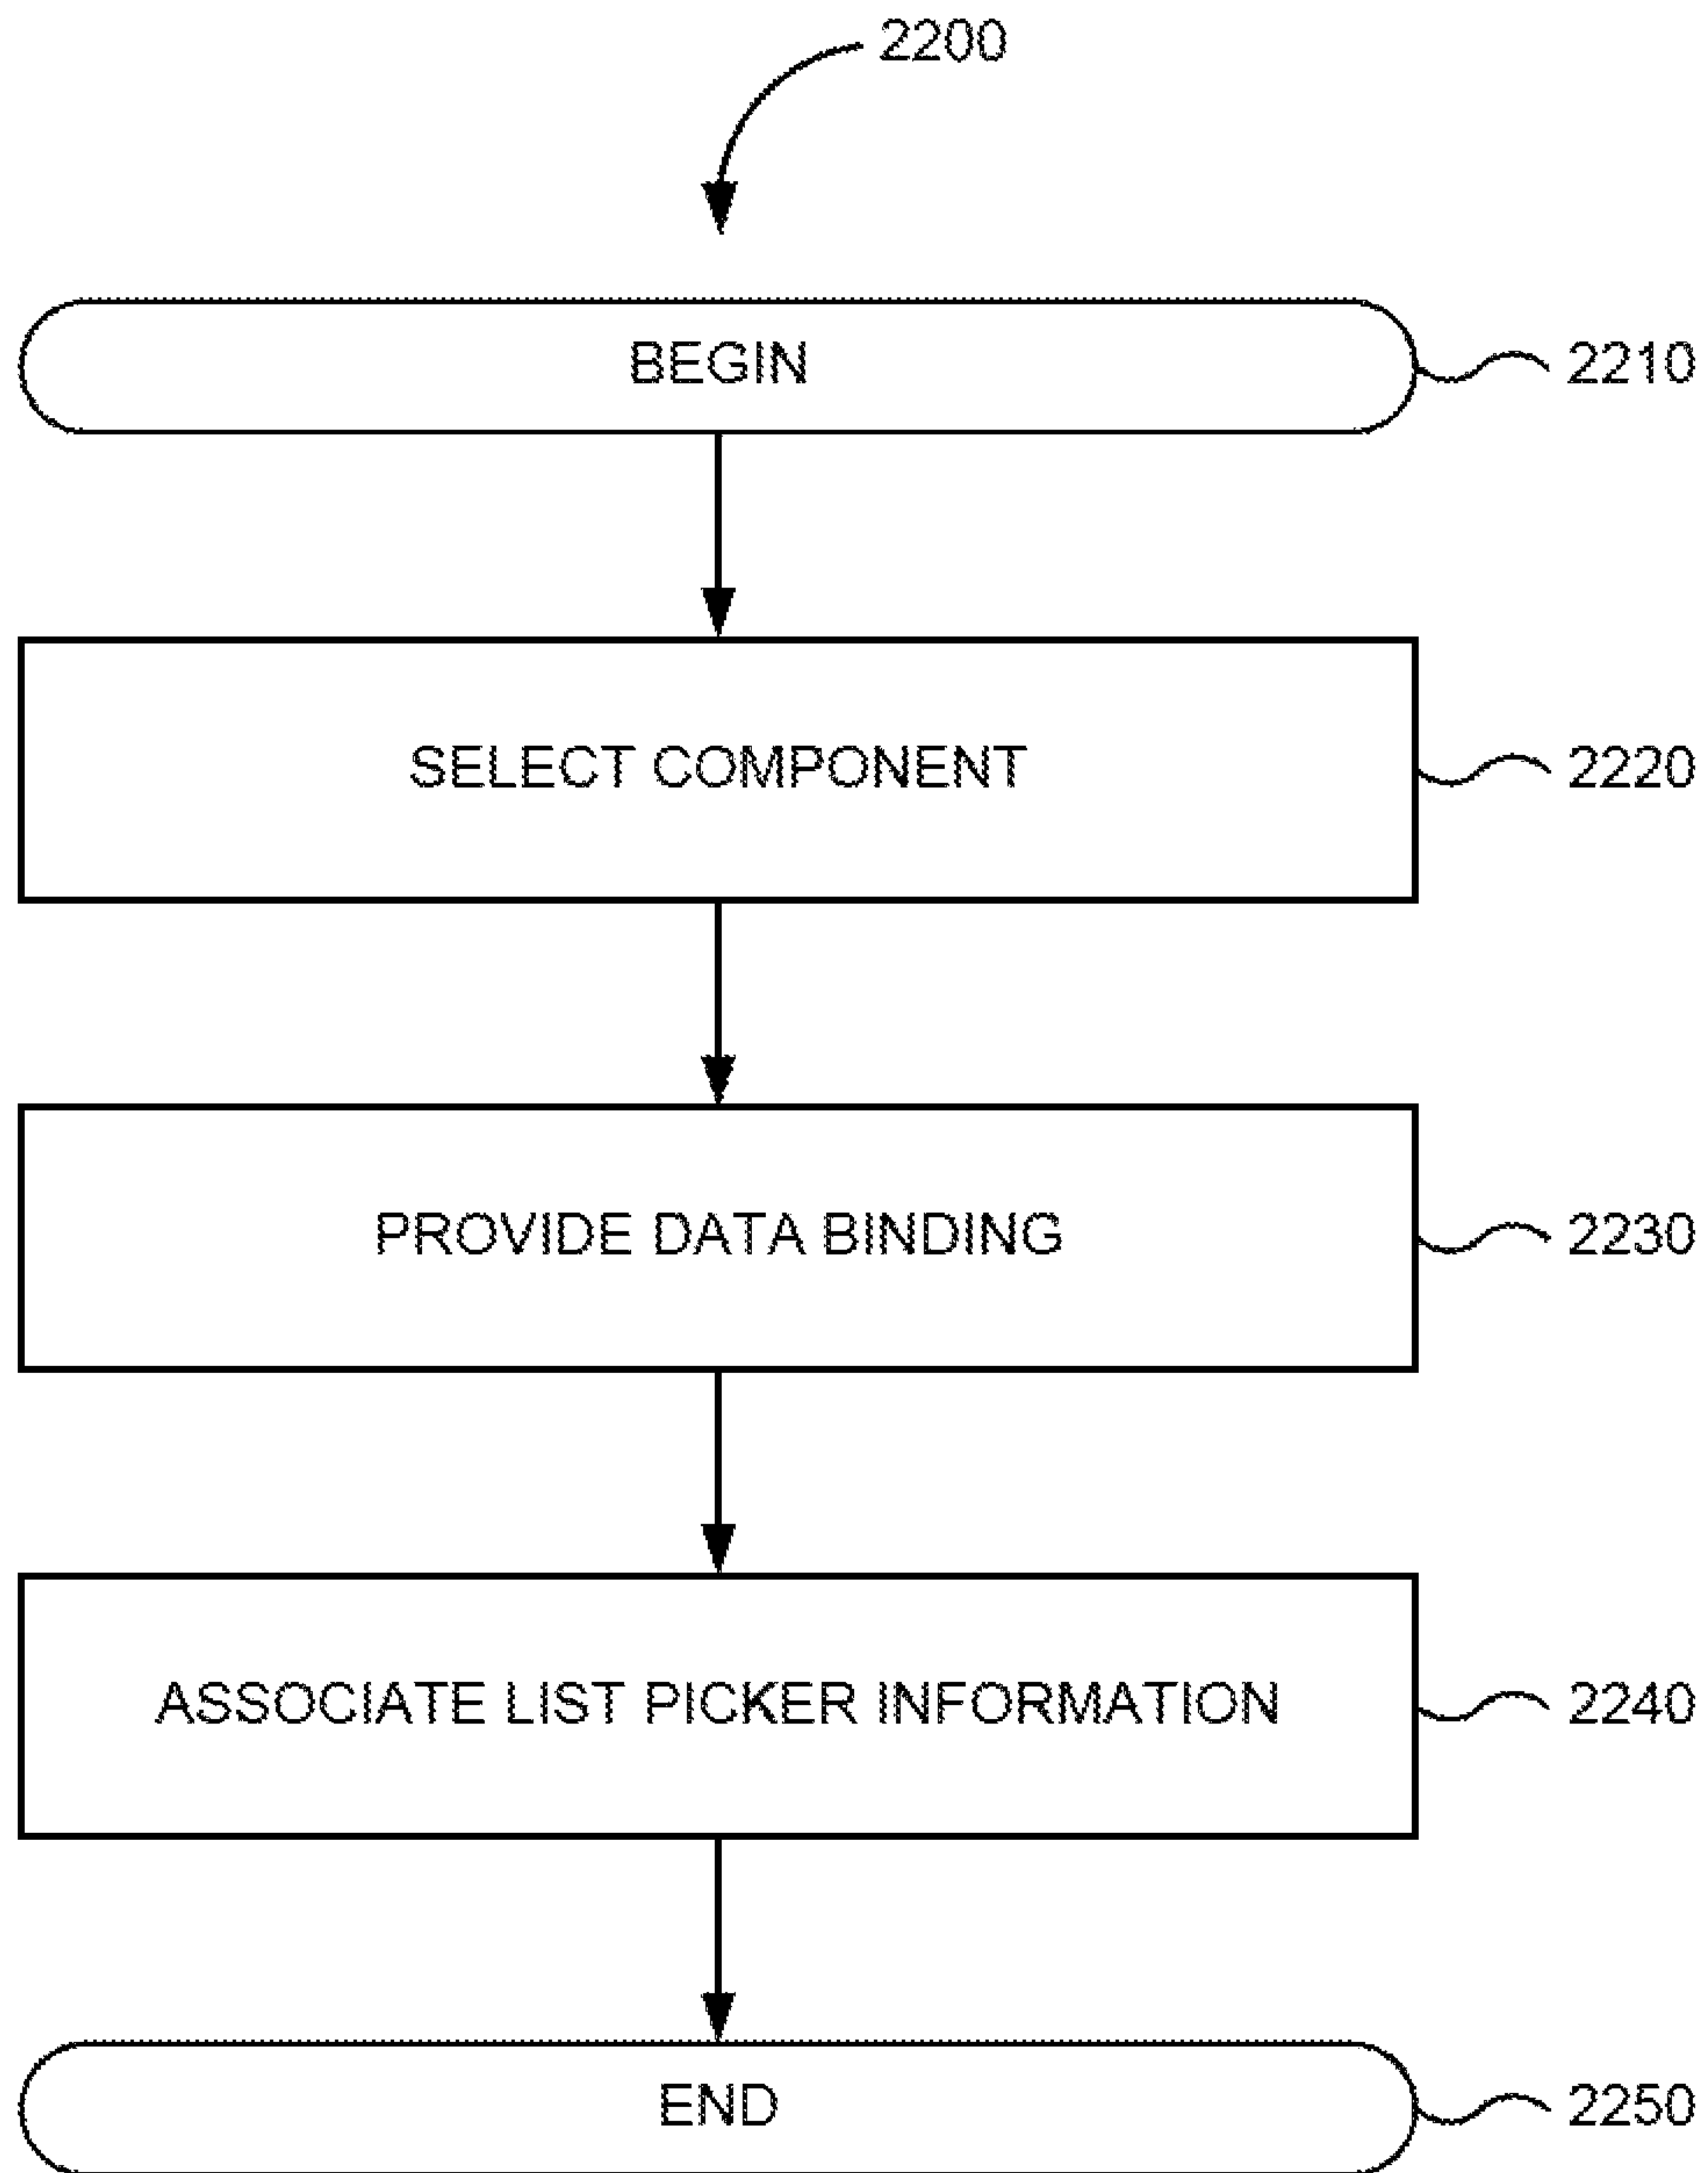 2200
BEGIN
2210
SELECT COMPONENT
2220
PROVIDE DATA BINDING
2230
ASSOCIATE LIST PICKER INFORMATION
2240
END
2250